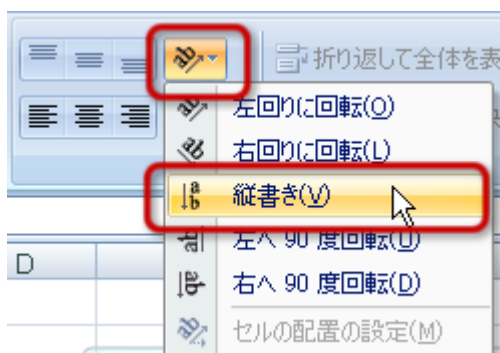 折り返して全体を表
左回りに回転(O)
右回りに回転(L)
縦書き(V)
左へ 90 度回転(U)
右へ 90 度回転(D)
セルの配置の設定(M)
D